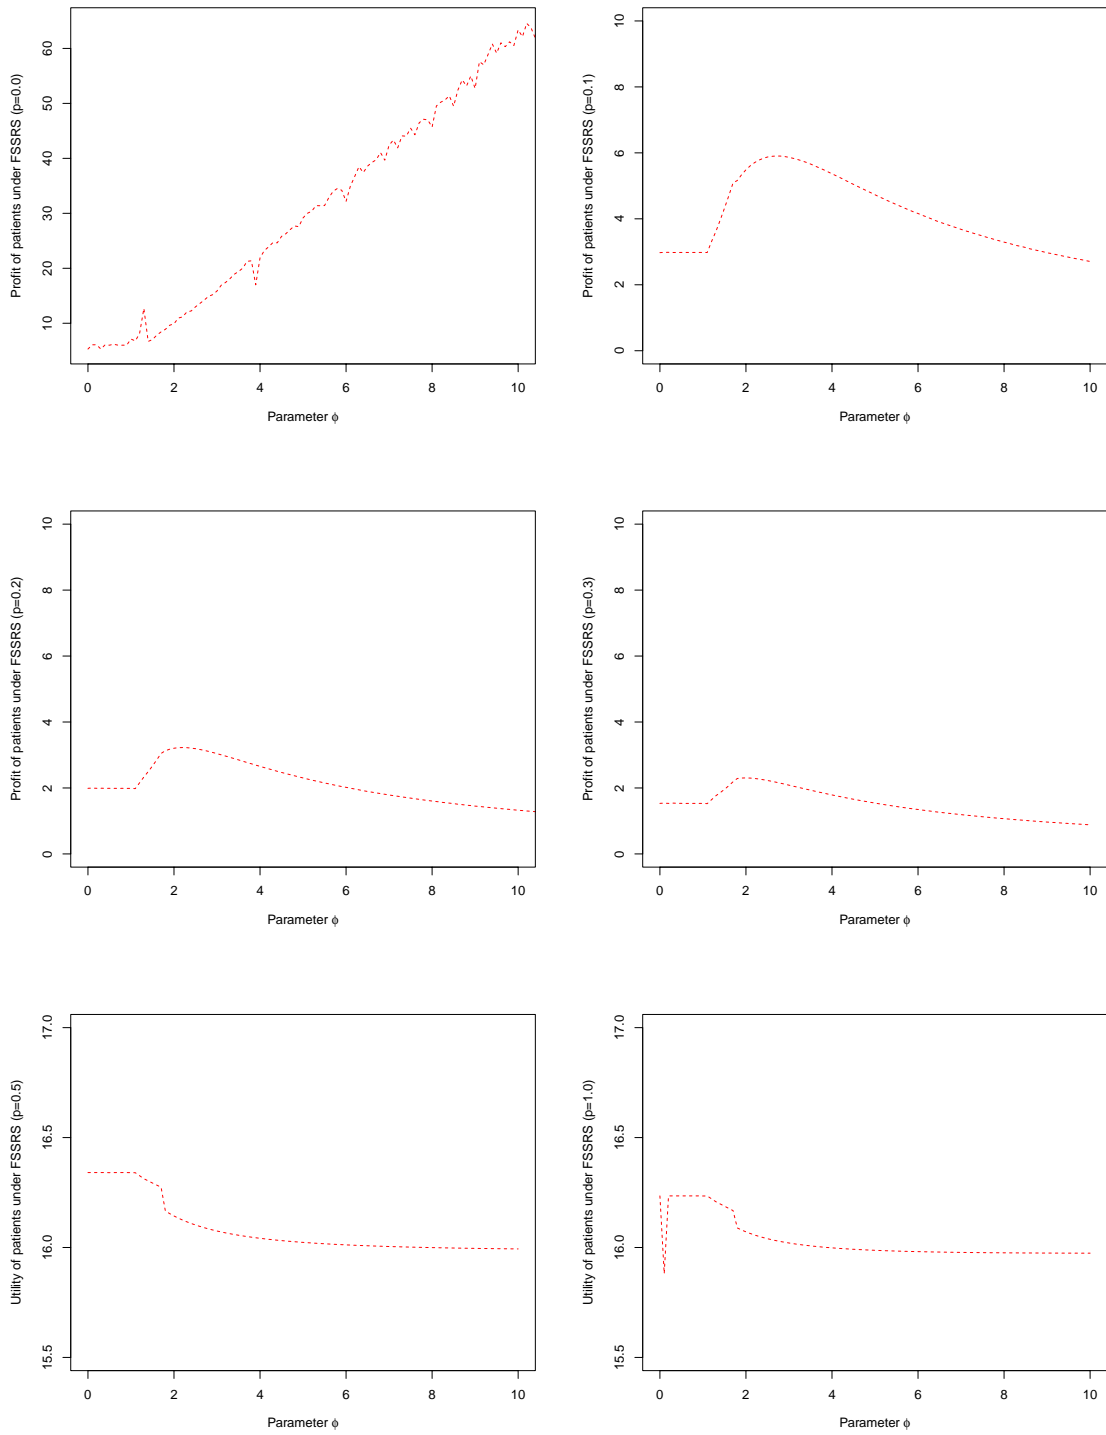 Profit of patients under FSSRS (p=0.0)
60
50
40
30
20
10
0 2 4 6 8 10
Parameter ϕ
Profit of patients under FSSRS (p=0.1)
10
8
6
4
2
0
0 2 4 6 8 10
Parameter ϕ
Profit of patients under FSSRS (p=0.2)
10
8
6
4
2
0
0 2 4 6 8 10
Parameter ϕ
Profit of patients under FSSRS (p=0.3)
10
8
6
4
2
0
0 2 4 6 8 10
Parameter ϕ
Utility of patients under FSSRS (p=0.5)
17.0
16.5
16.0
15.5
0 2 4 6 8 10
Parameter ϕ
Utility of patients under FSSRS (p=1.0)
17.0
16.5
16.0
15.5
0 2 4 6 8 10
Parameter ϕ